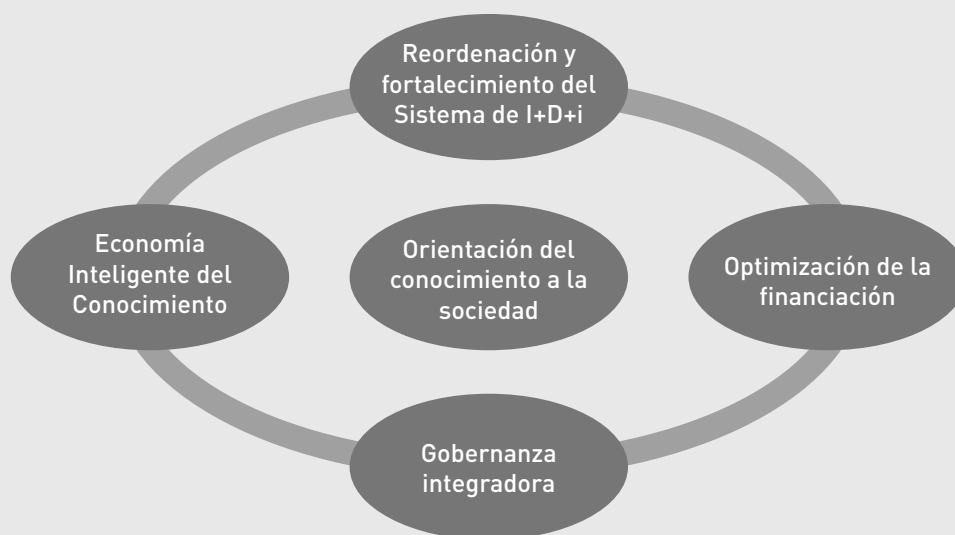 Reordenación y
fortalecimiento del
Sistema de I+D+i
Economía
Inteligente del
Conocimiento
Orientación del
conocimiento a la
sociedad
Optimización de la
financiación
Gobernanza
integradora